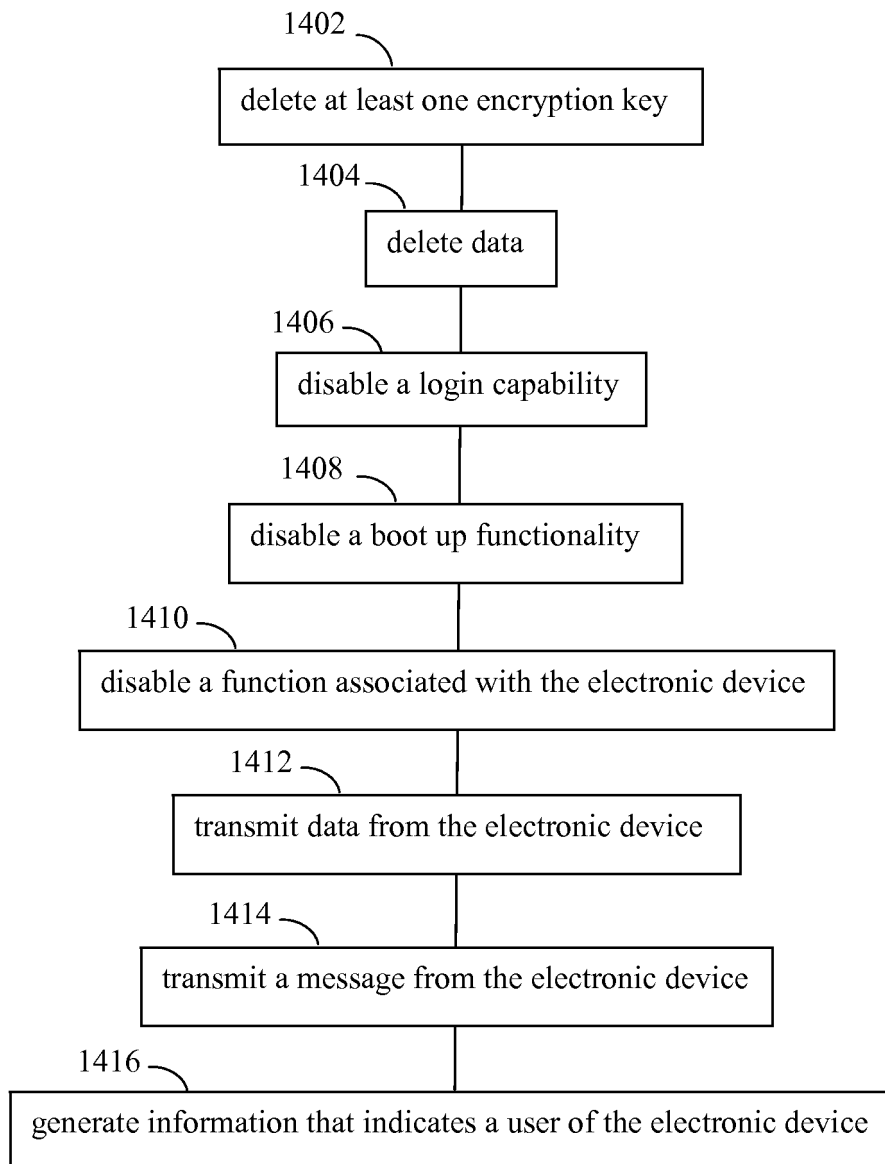 1402
delete at least one encryption key
1404
delete data
1406
disable a login capability
1408
disable a boot up functionality
1410
disable a function associated with the electronic device
1412
transmit data from the electronic device
1414
transmit a message from the electronic device
1416
generate information that indicates a user of the electronic device